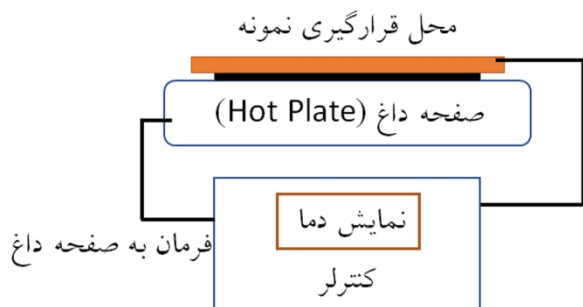 محل قرارگیری نمونه
صفحه داغ (Hot Plate)
نمایش دما
فرمان به صفحه داغ
کنترلر